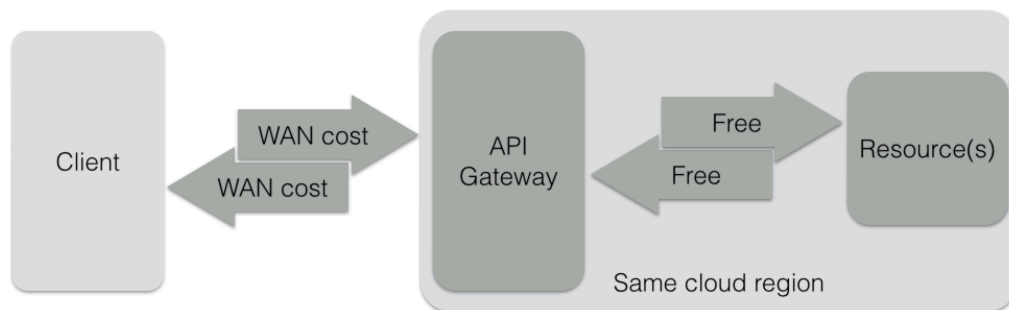 Client
WAN cost
WAN cost
API
Gateway
Free
Free
Resource(s)
Same cloud region